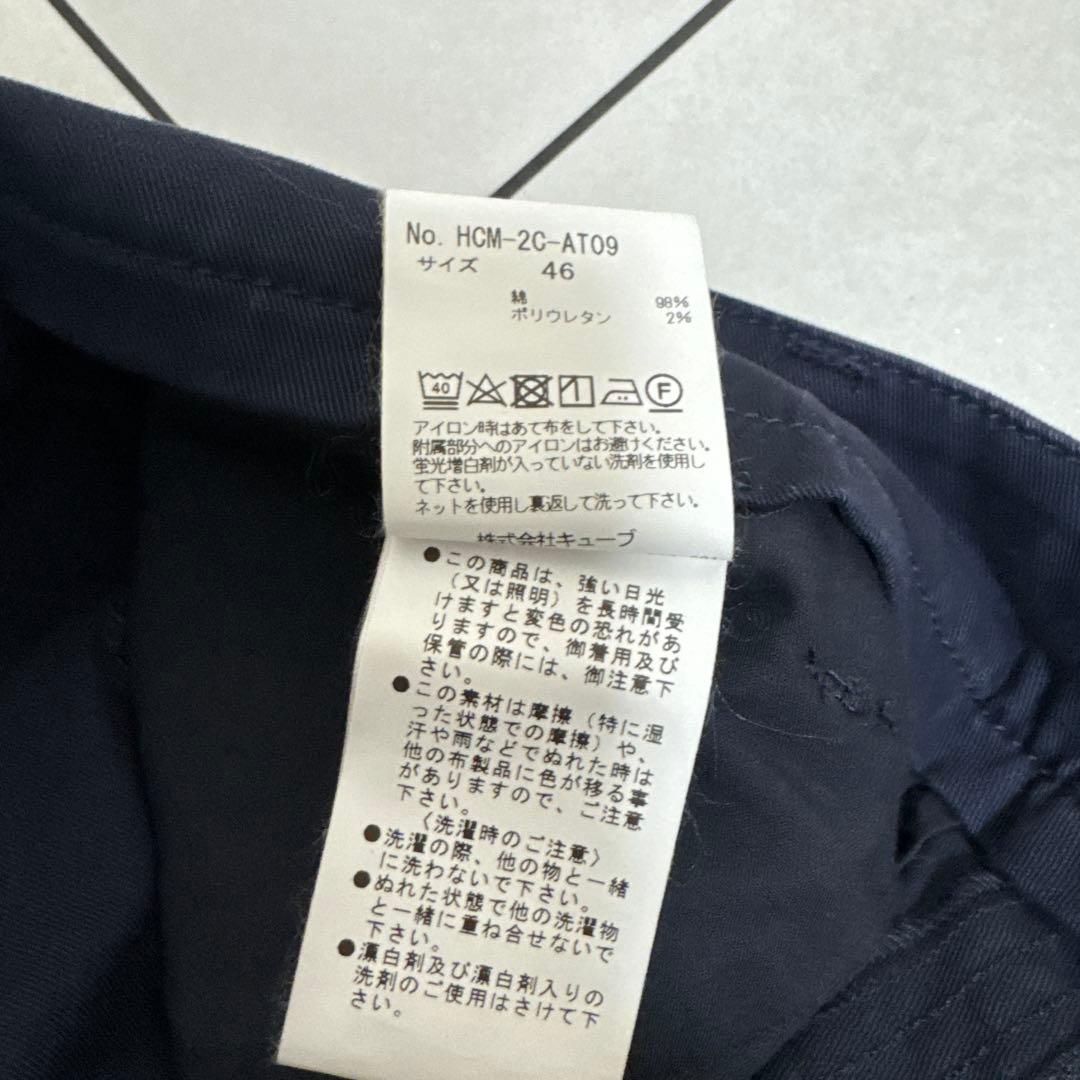 No. HCM-2C-AT09
サイズ 46
綿 98%
ポリウレタン 2%
40 F
アイロン時はあて布をして下さい。
附属部分へのアイロンはお避けください。
蛍光増白剤が入っていない洗剤を使用し
て下さい。
ネットを使用し裏返して洗って下さい。
株式会社キューブ
●この商品は、強い日光
（又は照明）を長時間受
けますと変色の恐れがあ
りますので、御着用及び
保管の際には、御注意下
さい。
●この素材は摩擦（特に湿
った状態での摩擦）や、
汗や雨などでぬれた時は
他の布製品に色が移る事
がありますので、ご注意
下さい。
〈洗濯時のご注意〉
●洗濯の際、他の物と一緒
に洗わないで下さい。
●ぬれた状態で他の洗濯物
と一緒に重ね合せないで
下さい。
●漂白剤及び漂白剤入りの
洗剤のご使用はさけて下
さい。